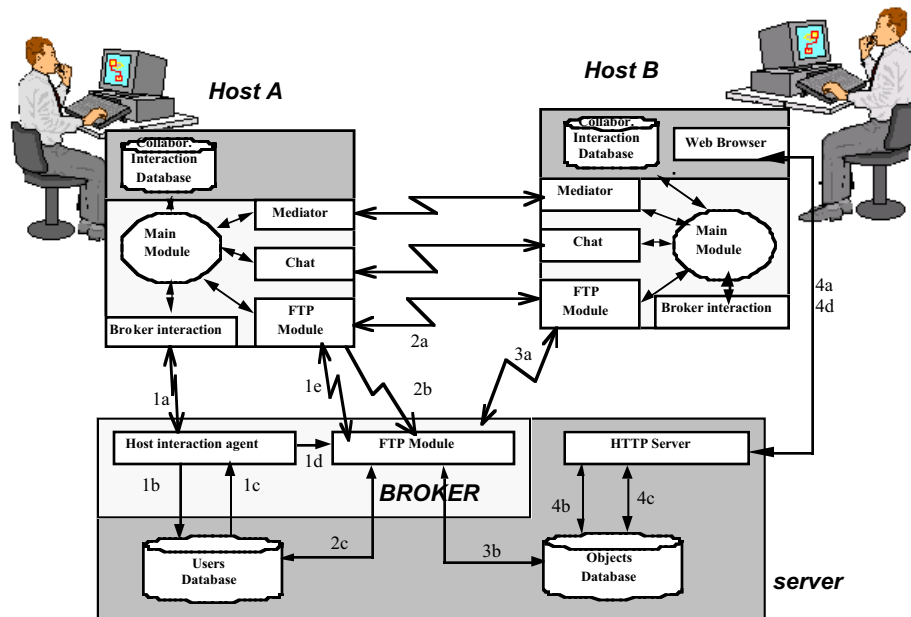 Host A
Host B
Collabor.
Interaction
Database
Mediator
Main
Module
Chat
FTP
Module
Broker interaction
Collabor.
Interaction
Database
Web Browser
Mediator
Main
Module
Chat
FTP
Module
Broker interaction
4a
4d
2a
3a
1a
1e
2b
Host interaction agent
1d
FTP Module
HTTP Server
1b
1c
BROKER
4b
4c
2c
3b
Users
Database
Objects
Database
server